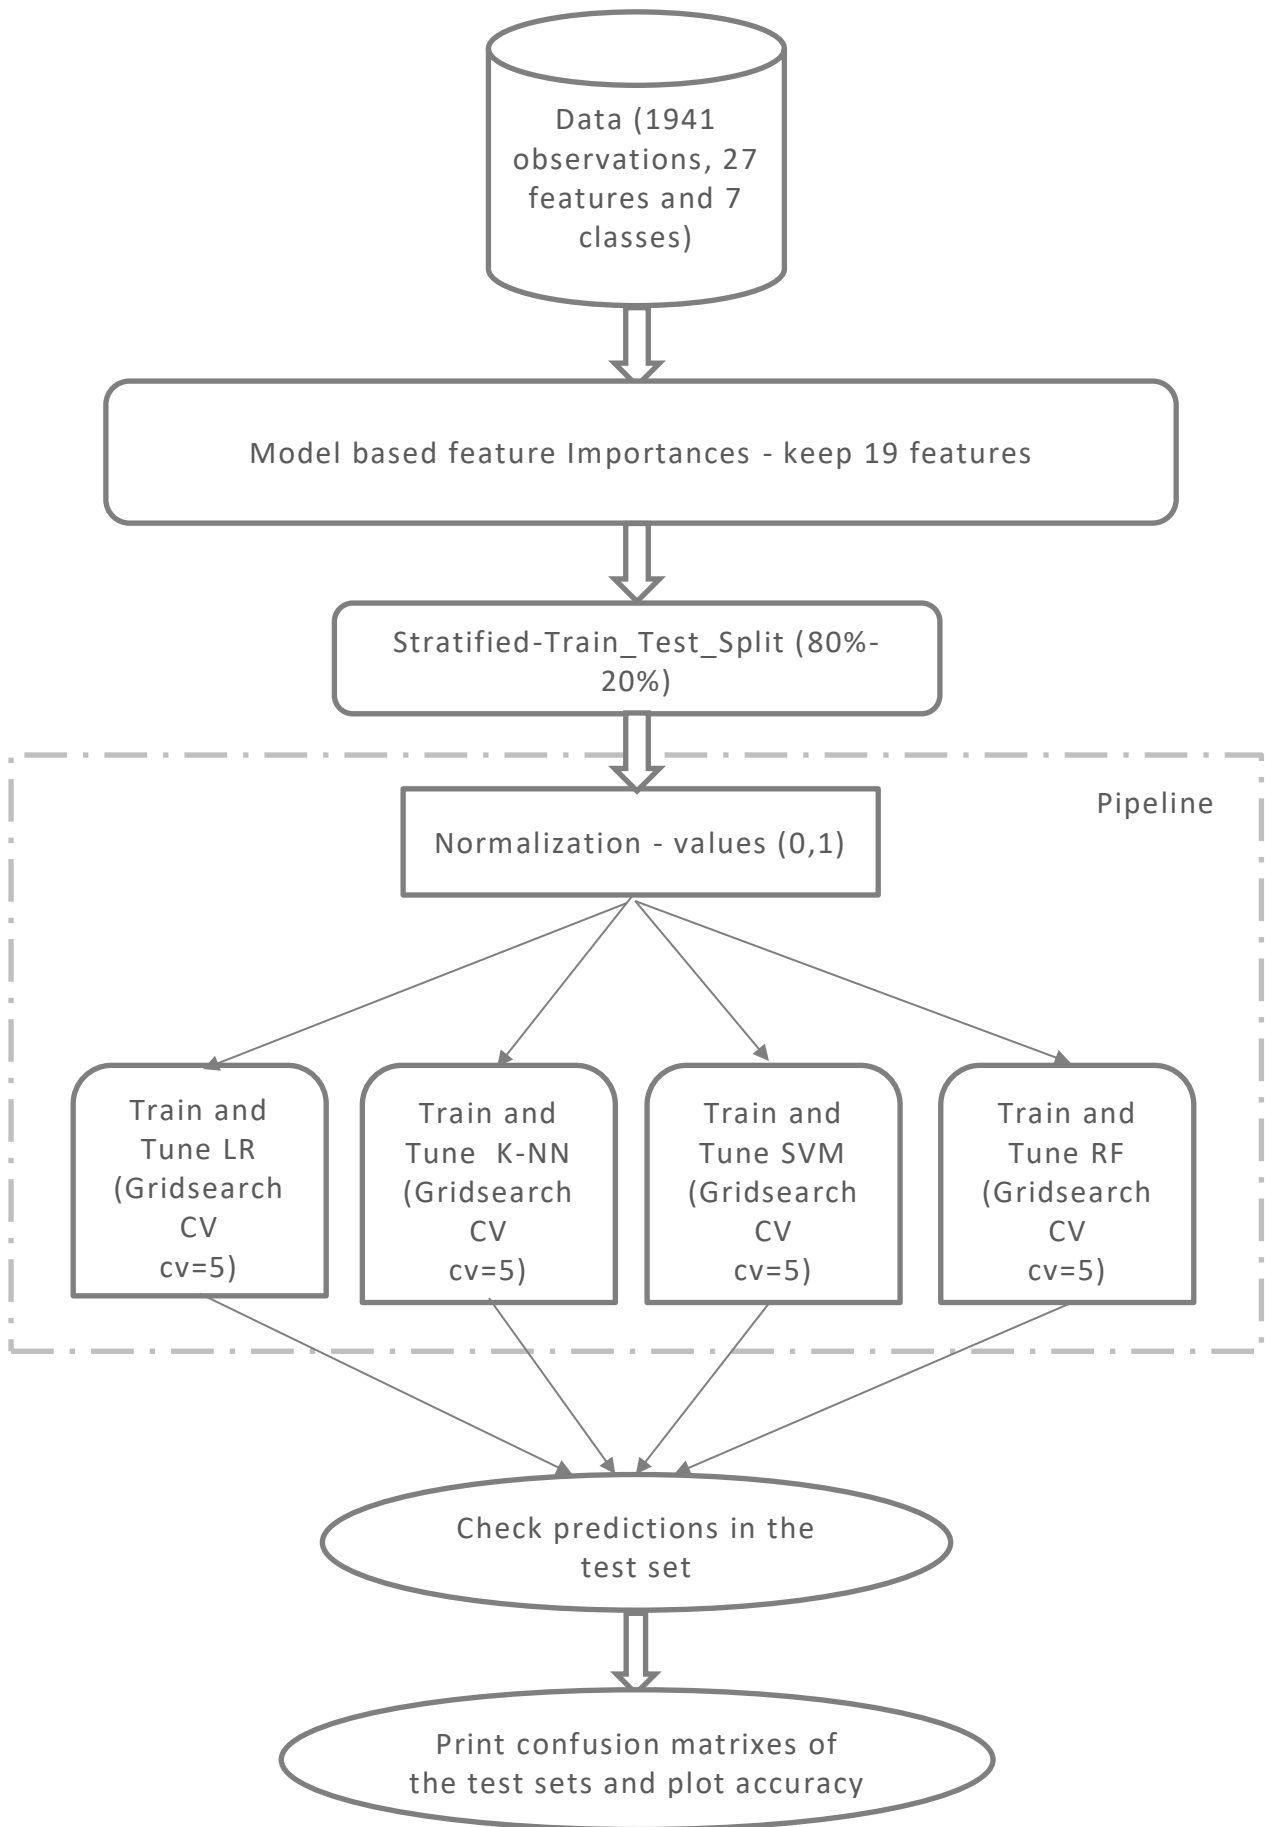 Data (1941
observations, 27
features and 7
classes)
Model based feature Importances - keep 19 features
Stratified-Train_Test_Split (80%-
20%)
Pipeline
Normalization - values (0,1)
Train and
Tune LR
(Gridsearch
CV
cv=5)
Train and
Tune  K-NN
(Gridsearch
CV
cv=5)
Train and
Tune SVM
(Gridsearch
CV
cv=5)
Train and
Tune RF
(Gridsearch
CV
cv=5)
Check predictions in the
test set
Print confusion matrixes of
the test sets and plot accuracy